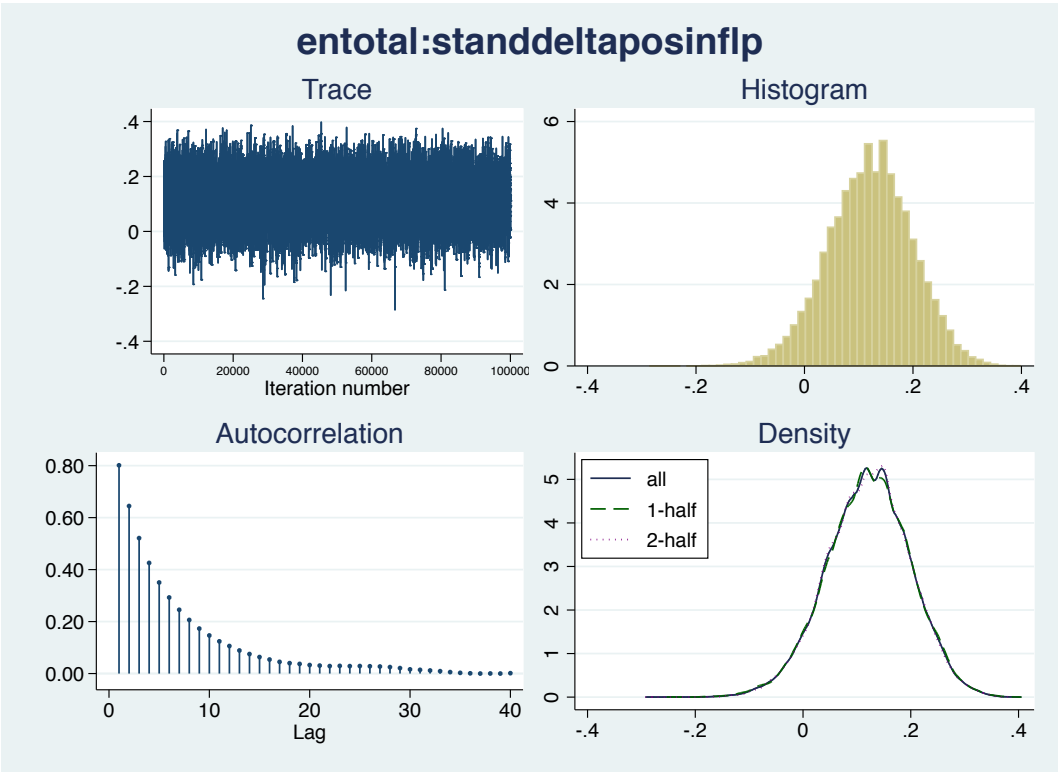 entotal:standdeltaposinflp
Trace
.4
.2
0
-.2
-.4
0 20000 40000 60000 80000 100000
Iteration number
Histogram
6
4
2
0
-.4 -.2 0 .2 .4
Autocorrelation
0.80
0.60
0.40
0.20
0.00
0 10 20 30 40
Lag
Density
all
1-half
2-half
5
4
3
2
1
0
-.4 -.2 0 .2 .4